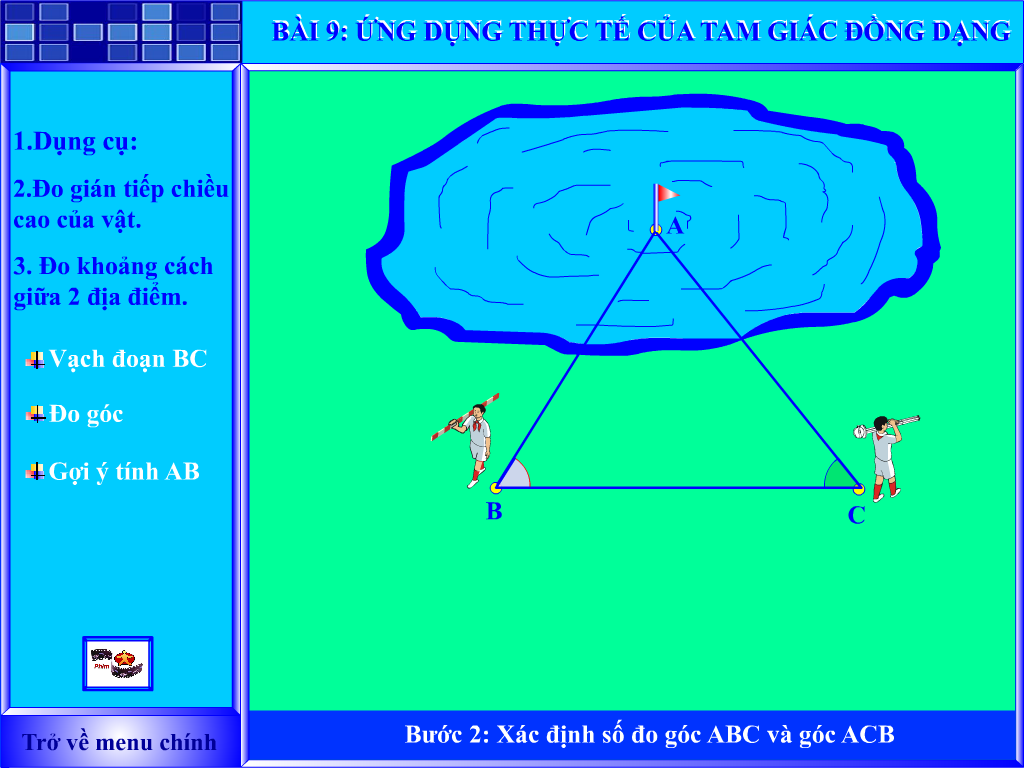 BÀI 9: ỨNG DỤNG THỰC TẾ CỦA TAM GIÁC ĐỒNG DẠNG
1.Dụng cụ:
2.Đo gián tiếp chiều
cao của vật.
3. Đo khoảng cách
giữa 2 địa điểm.
Vạch đoạn BC
Đo góc
Gợi ý tính AB
Phim
Trở về menu chính
A
B
C
Bước 2: Xác định số đo góc ABC và góc ACB